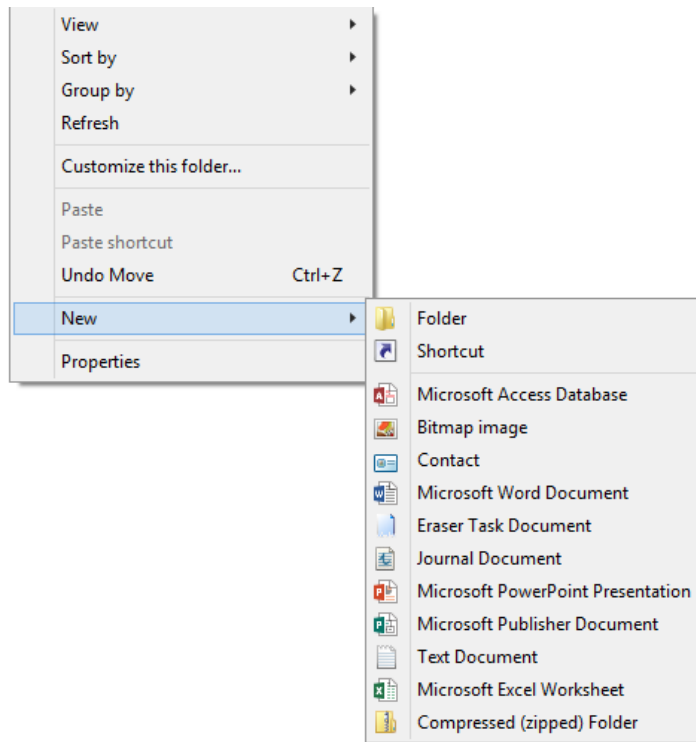 View
Sort by
Group by
Refresh
Customize this folder...
Paste
Paste shortcut
Undo Move Ctrl+Z
New
Properties
Folder
Shortcut
Microsoft Access Database
Bitmap image
Contact
Microsoft Word Document
Eraser Task Document
Journal Document
Microsoft PowerPoint Presentation
Microsoft Publisher Document
Text Document
Microsoft Excel Worksheet
Compressed (zipped) Folder